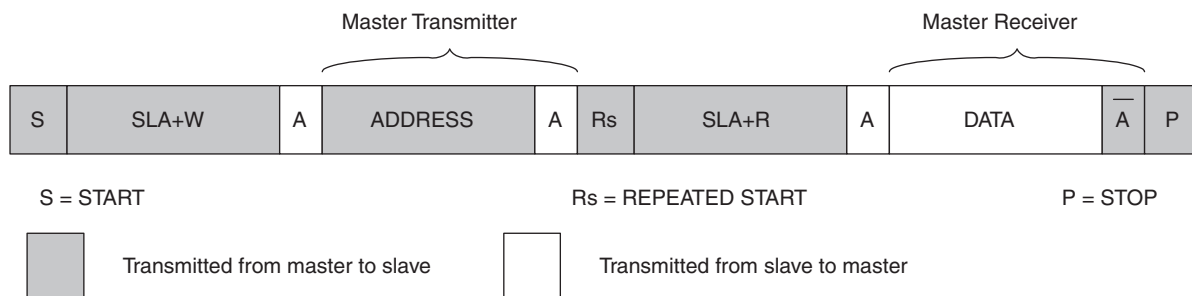 Master Transmitter Master Receiver
S SLA+W A ADDRESS A Rs SLA+R A DATA A̅ P
S = START Rs = REPEATED START P = STOP
Transmitted from master to slave Transmitted from slave to master